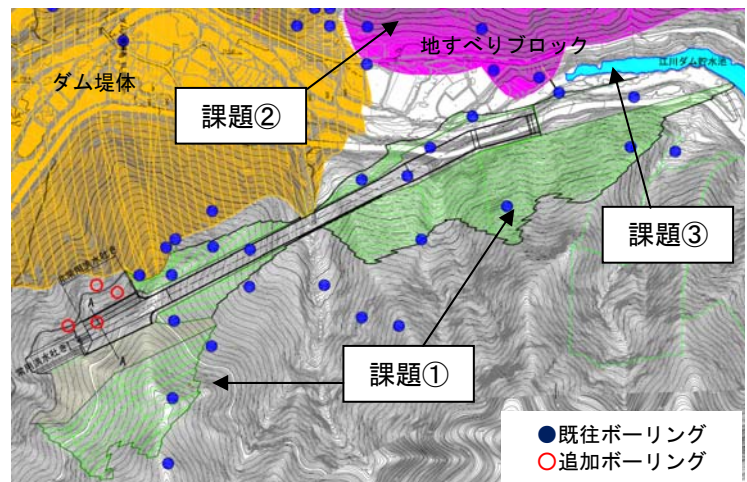 地すべりブロック
江川ダム貯水池
ダム堤体
課題②
課題③
課題①
●既往ボーリング
○追加ボーリング